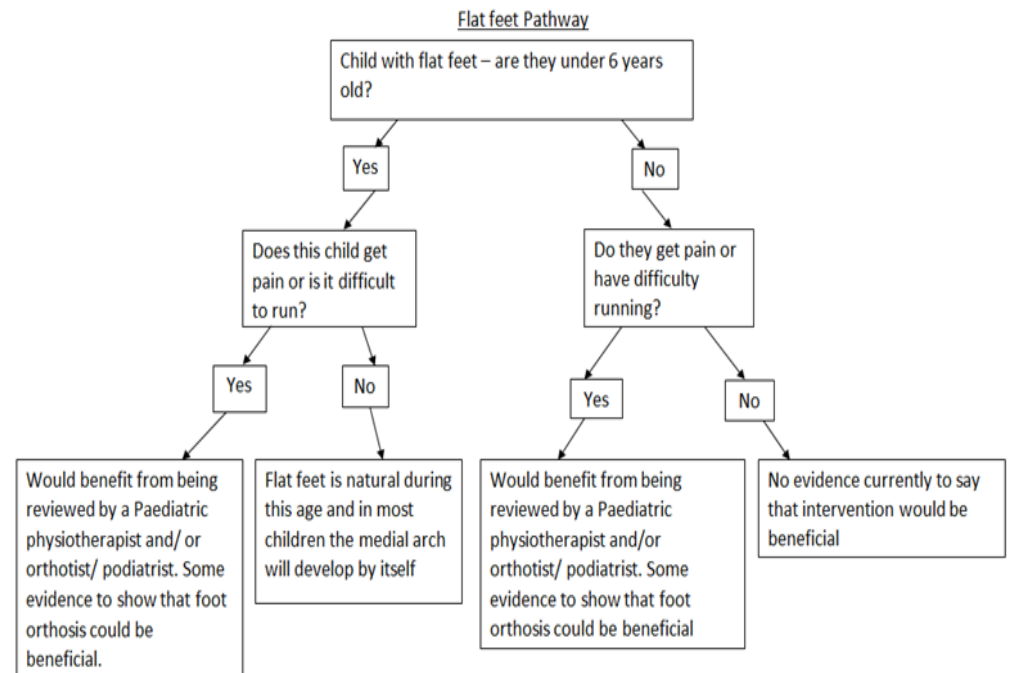 Flat feet Pathway
Child with flat feet – are they under 6 years
old?
Yes
No
Does this child get
pain or is it difficult
to run?
Do they get pain or
have difficulty
running?
Yes
No
Yes
No
Would benefit from being
reviewed by a Paediatric
physiotherapist and/ or
orthotist/ podiatrist. Some
evidence to show that foot
orthosis could be
beneficial.
Flat feet is natural during
this age and in most
children the medial arch
will develop by itself
Would benefit from being
reviewed by a Paediatric
physiotherapist and/or
orthotist/ podiatrist. Some
evidence to show that foot
orthosis could be beneficial
No evidence currently to say
that intervention would be
beneficial